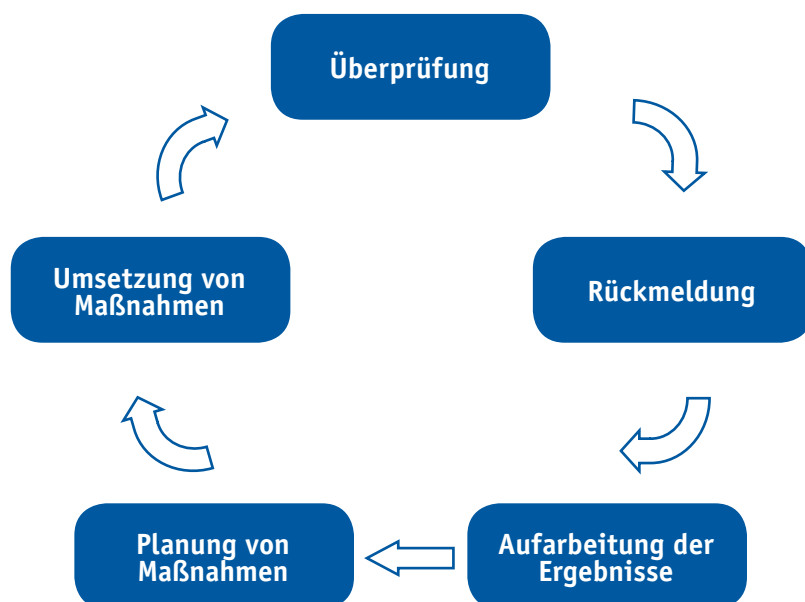 Überprüfung
Rückmeldung
Aufarbeitung der
Ergebnisse
Planung von
Maßnahmen
Umsetzung von
Maßnahmen